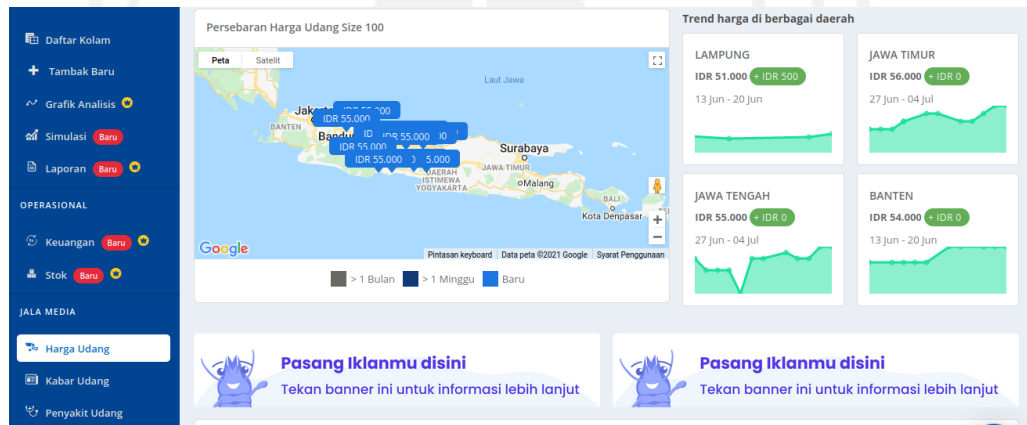 Daftar Kolam
Tambak Baru
Grafik Analisis
Simulasi Baru
Laporan Baru
OPERASIONAL
Keuangan Baru
Stok Baru
JALA MEDIA
Harga Udang
Kabar Udang
Penyakit Udang
Persebaran Harga Udang Size 100
Peta Satelit
Laut Jawa
BANTEN
IDR 55.000
IDR 55.000
IDR 55.000
IDR 55.000
5.000
Surabaya
JAWA TIMUR
DAERAH
ISTIMEWA
YOGYAKARTA
Malang
BALI
Kota Denpasar
Google
Pintasan keyboard Data peta ©2021 Google Syarat Penggunaan
> 1 Bulan > 1 Minggu Baru
Trend harga di berbagai daerah
LAMPUNG
IDR 51.000 + IDR 500
13 Jun - 20 Jun
JAWA TIMUR
IDR 56.000 + IDR 0
27 Jun - 04 Jul
JAWA TENGAH
IDR 55.000 + IDR 0
27 Jun - 04 Jul
BANTEN
IDR 54.000 + IDR 0
13 Jun - 20 Jun
Pasang Iklanmu disini
Tekan banner ini untuk informasi lebih lanjut
Pasang Iklanmu disini
Tekan banner ini untuk informasi lebih lanjut